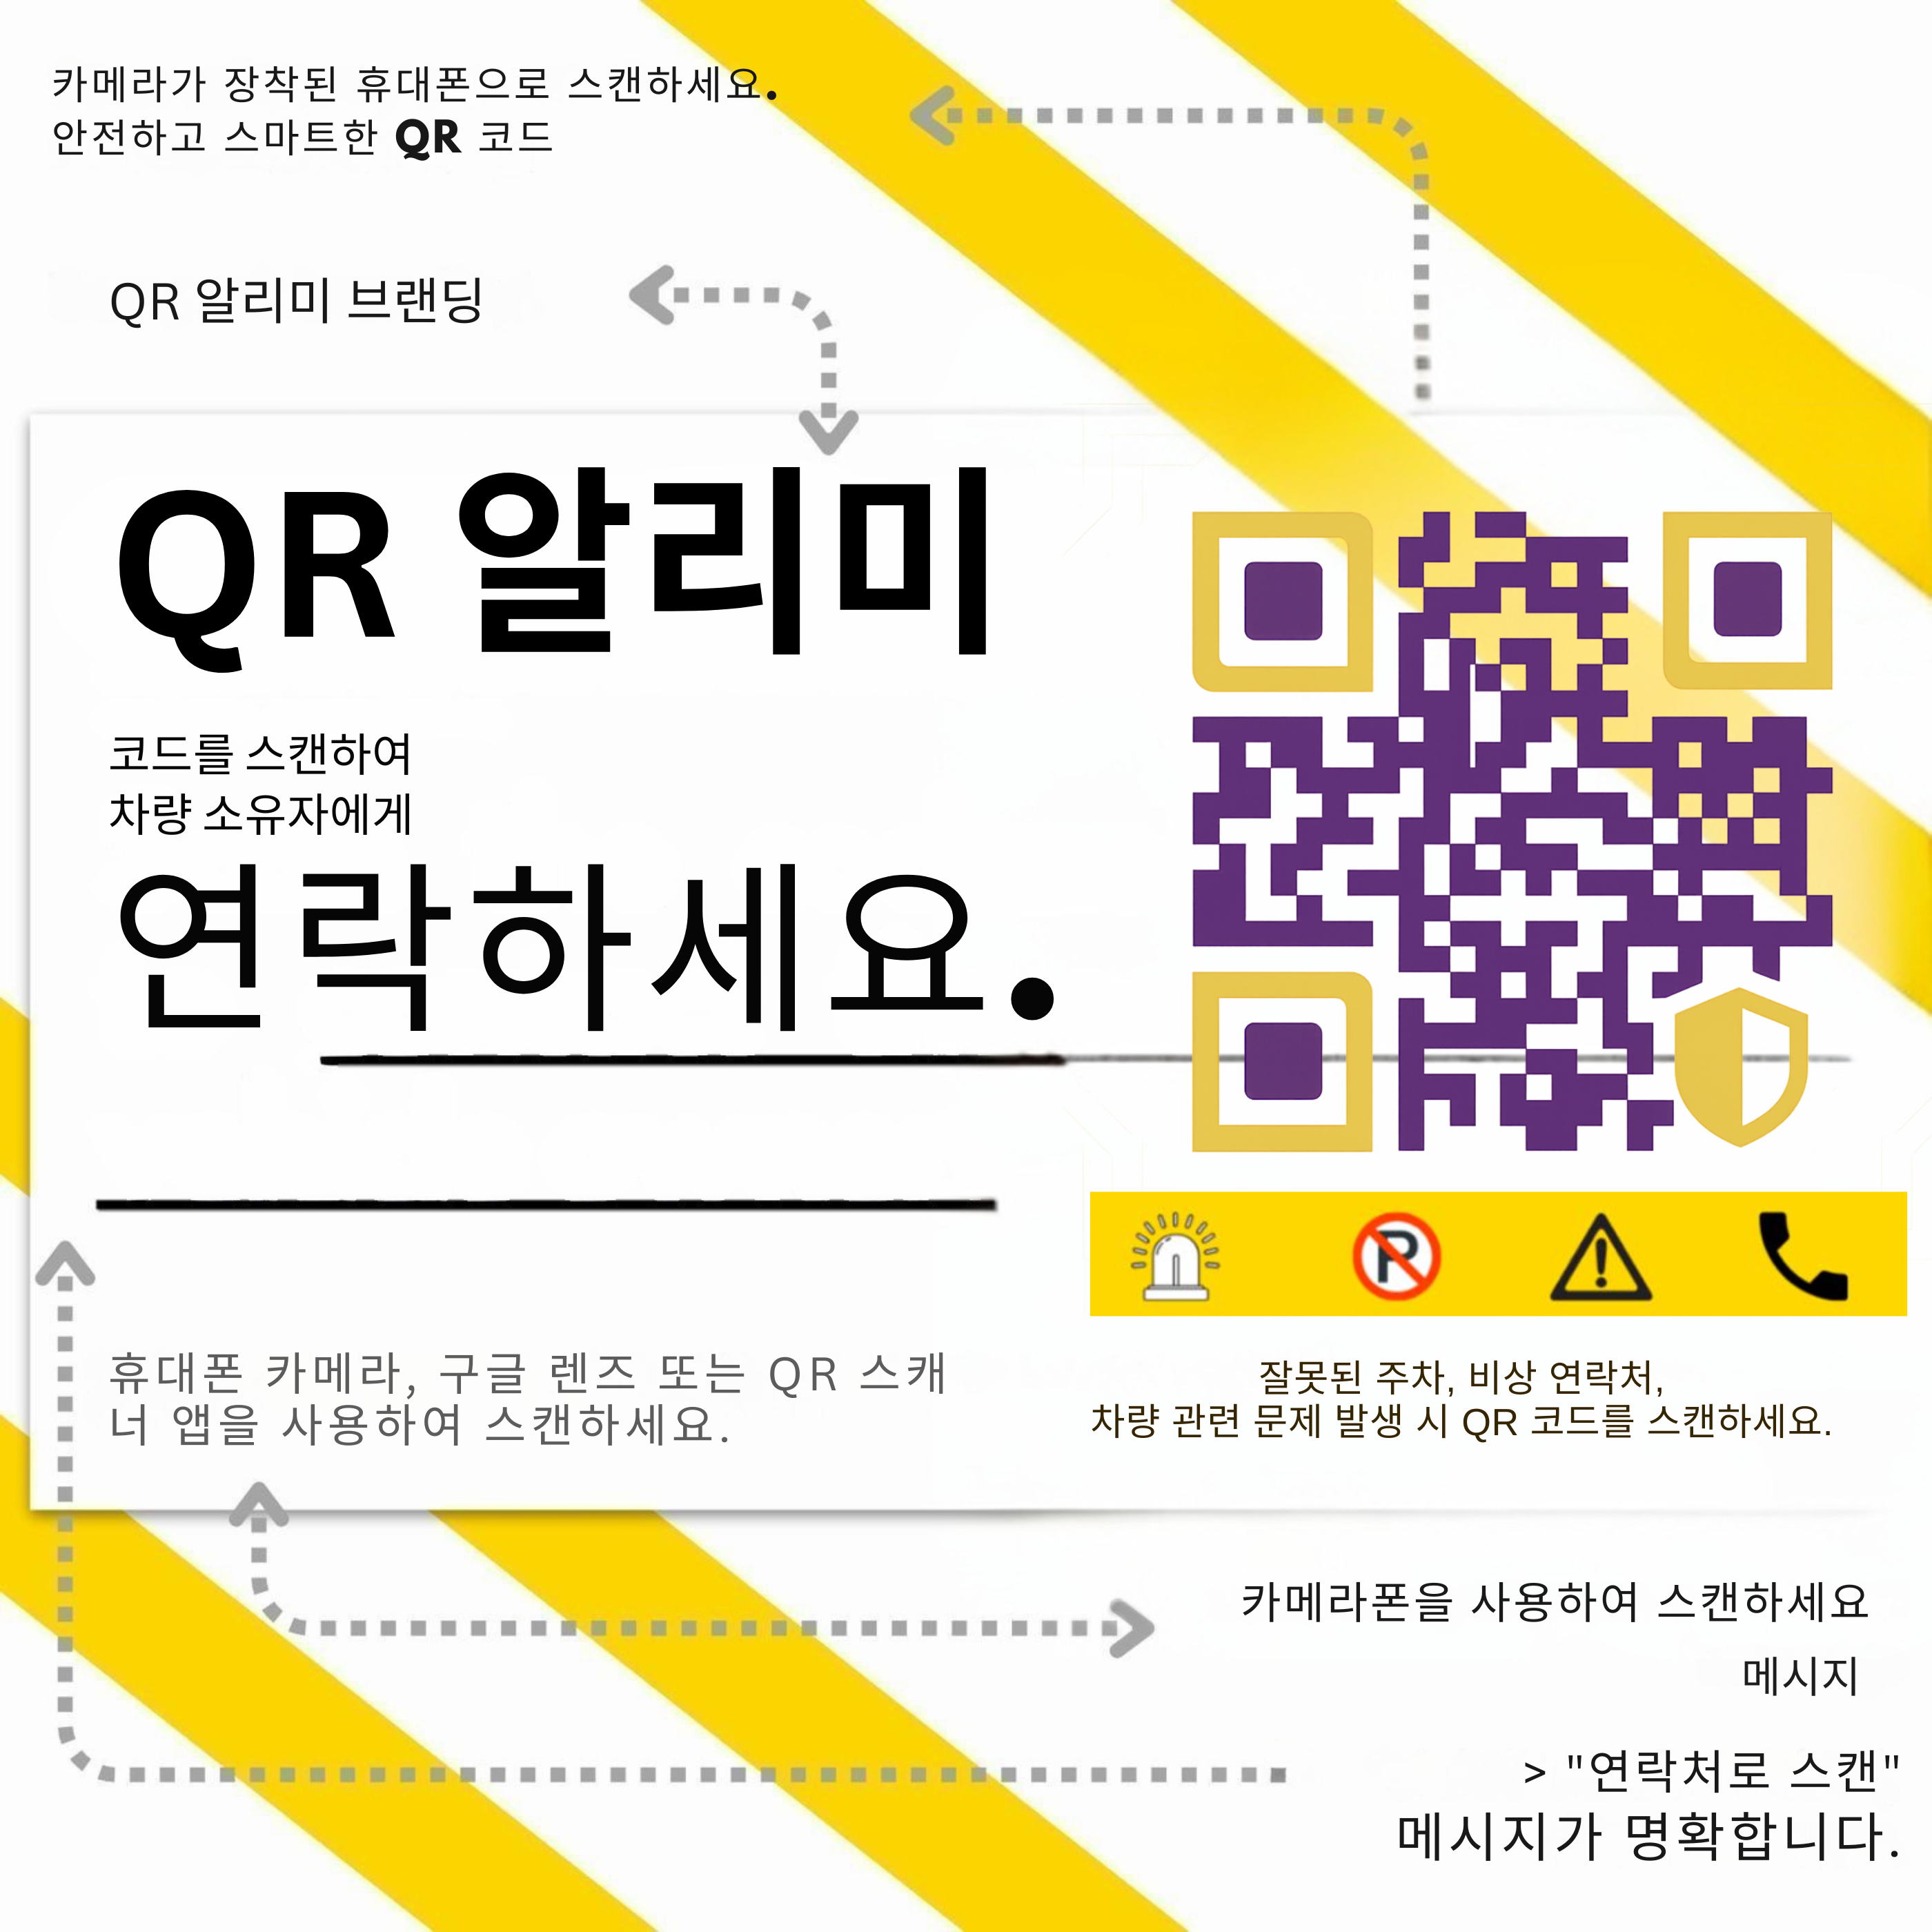 카메라가 장착된 휴대폰으로 스캔하세요.
안전하고 스마트한 QR 코드
QR 알리미 브랜딩
QR 알리미
코드를 스캔하여
차량 소유자에게
연락하세요.
P
휴대폰 카메라, 구글 렌즈 또는 QR 스캐
너 앱을 사용하여 스캔하세요.
잘못된 주차, 비상 연락처,
차량 관련 문제 발생 시 QR 코드를 스캔하세요.
카메라폰을 사용하여 스캔하세요
메시지
> "연락처로 스캔"
메시지가 명확합니다.